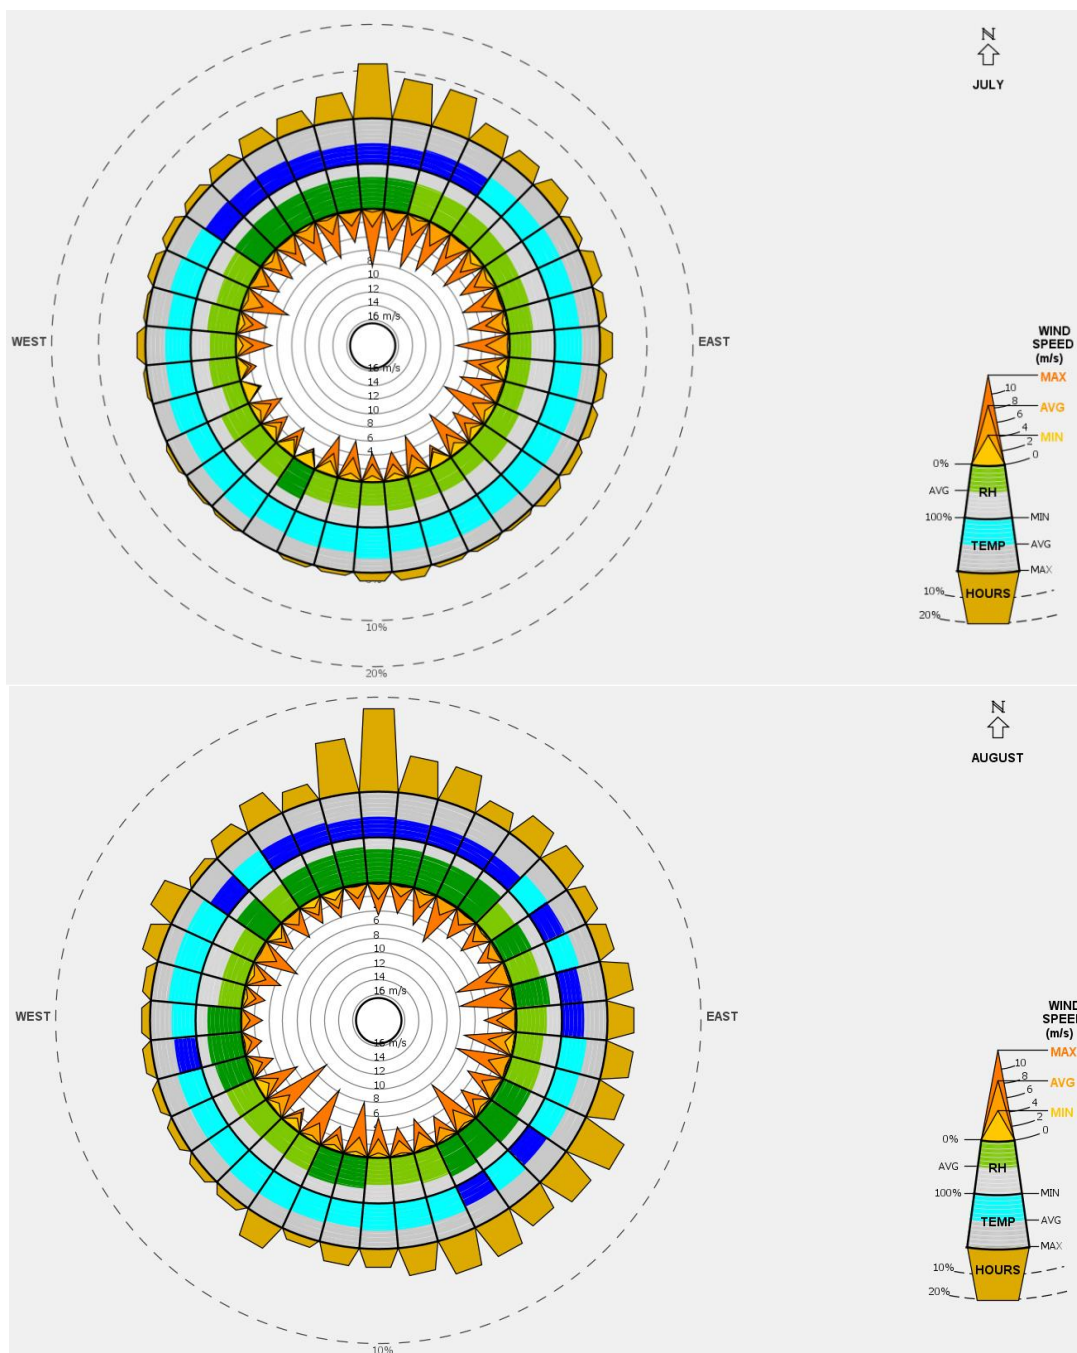 N
JULY
8
10
12
14
16 m/s
WEST
EAST
16 m/s
14
12
10
8
6
4
10%
20%
WIND
SPEED
(m/s)
MAX
10
8
AVG
6
4
MIN
2
0
0%
AVG
RH
100%
MIN
TEMP
AVG
MAX
10%
HOURS
20%
N
AUGUST
6
8
10
12
14
16 m/s
WEST
EAST
16 m/s
14
12
10
8
6
4
10%
WIND
SPEED
(m/s)
MAX
10
8
AVG
6
4
MIN
2
0
0%
AVG
RH
100%
MIN
TEMP
AVG
MAX
10%
HOURS
20%